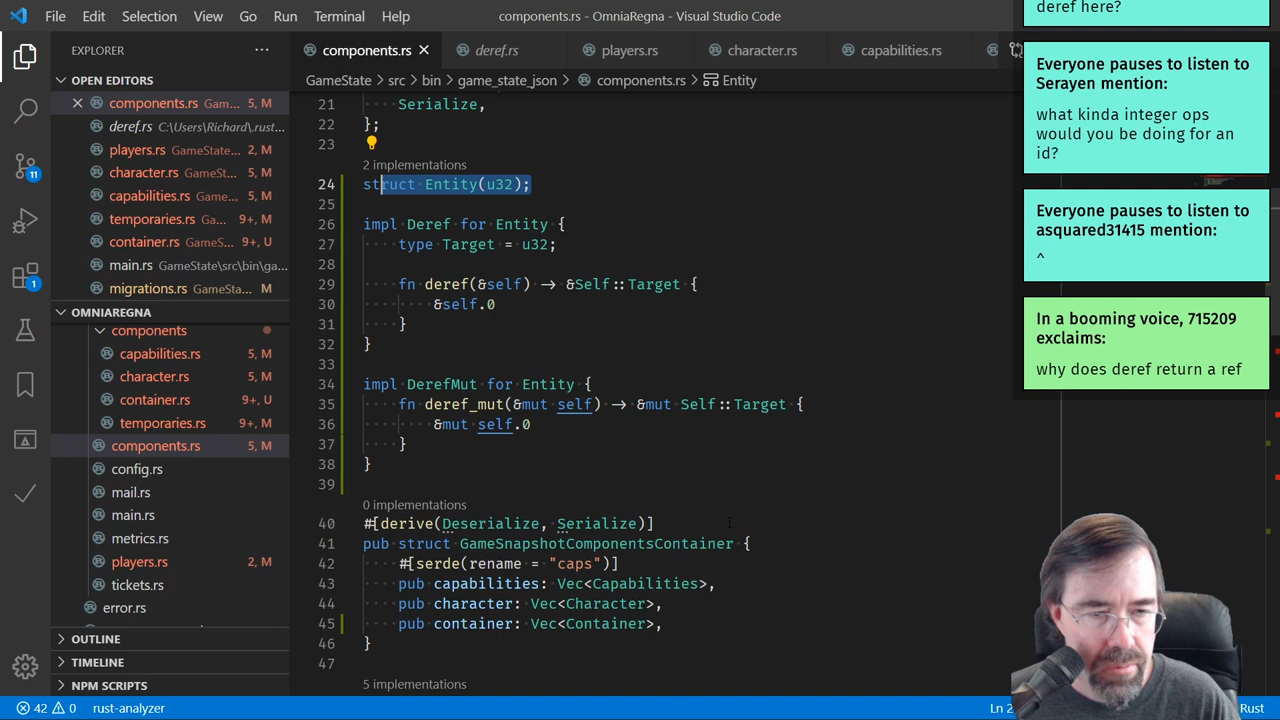 File Edit Selection View Go Run Terminal Help
components.rs - OmniaRegna - Visual Studio Code
EXPLORER
OPEN EDITORS
components.rs Gam... 5, M
deref.rs C:\Users\Richard\.rust...
players.rs GameState... 2, M
character.rs GameSta... 5, M
capabilities.rs GameS... 5, M
temporaries.rs Game... 9+, M
container.rs GameS... 9+, U
main.rs GameState\src\bin\ga...
migrations.rs GameSta... M
OMNIAREGNA
components
capabilities.rs 5, M
character.rs 5, M
container.rs 9+, U
temporaries.rs 9+, M
components.rs 5, M
config.rs
mail.rs
main.rs
metrics.rs
players.rs 2, M
tickets.rs
error.rs
OUTLINE
TIMELINE
NPM SCRIPTS
11
1
components.rs deref.rs players.rs character.rs capabilities.rs
GameState > src > bin > game_state_json > components.rs > Entity
21 Serialize,
22 };
23
2 implementations
24 struct Entity(u32);
25
26 impl Deref for Entity {
27 type Target = u32;
28
29 fn deref(&self) -> &Self::Target {
30 &self.0
31 }
32 }
33
34 impl DerefMut for Entity {
35 fn deref_mut(&mut self) -> &mut Self::Target {
36 &mut self.0
37 }
38 }
39
0 implementations
40 #[derive(Deserialize, Serialize)]
41 pub struct GameSnapshotComponentsContainer {
42 #[serde(rename = "caps")]
43 pub capabilities: Vec<Capabilities>,
44 pub character: Vec<Character>,
45 pub container: Vec<Container>,
46 }
47
5 implementations
deref here?
Everyone pauses to listen to
Serayen mention:
what kinda integer ops
would you be doing for an
id?
Everyone pauses to listen to
asquared31415 mention:
^
In a booming voice, 715209
exclaims:
why does deref return a ref
42 0 rust-analyzer
Ln 2
Rust